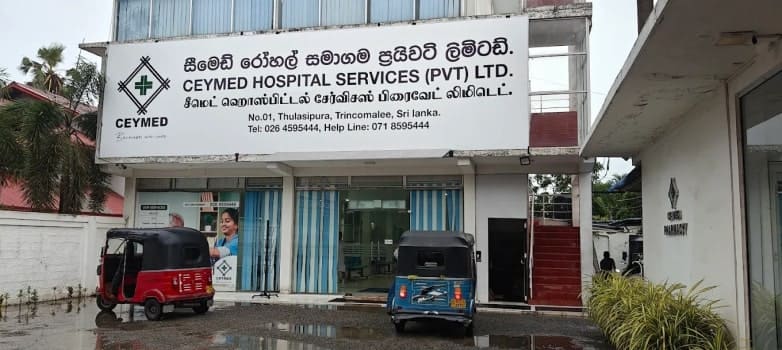 සීමෙඩ් රෝහල් සමාගම ප්‍රයිවට් ලිමිටඩ්.
CEYMED HOSPITAL SERVICES (PVT) LTD.
சீமெட் ஹொஸ்பிட்டல் சேர்விசஸ் பிரைவேட் லிமிடெட்.
No.01, Thulasipura, Trincomalee, Sri lanka.
Tel: 026 4595444, Help Line: 071 8595444
CEYMED
CEYMED
PHARMACY